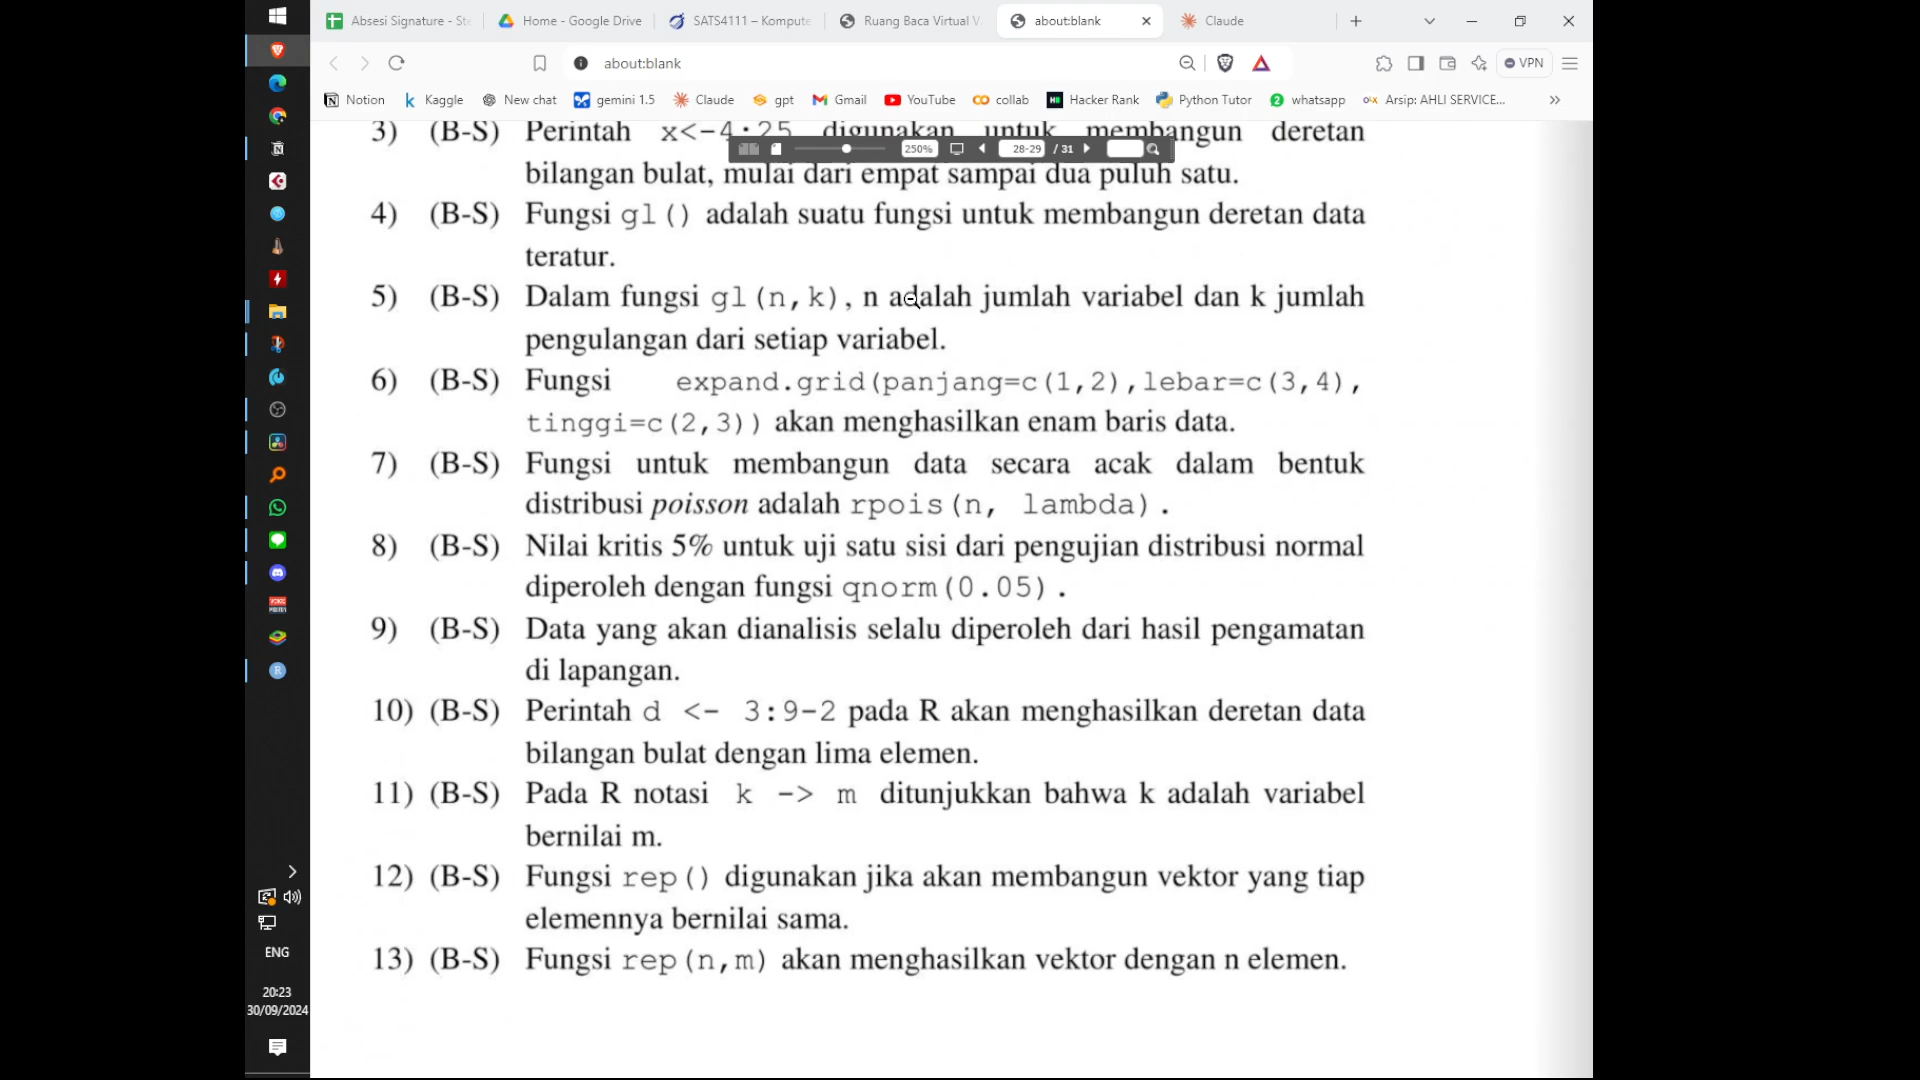 Absesi Signature - Ste
Home - Google Drive
SATS4111 – Kompute
Ruang Baca Virtual V
about:blank
Claude
about:blank
VPN
Notion
Kaggle
New chat
gemini 1.5
Claude
gpt
Gmail
YouTube
collab
Hacker Rank
Python Tutor
whatsapp
Arsip: AHLI SERVICE...
3) (B-S) Perintah x<-4:25 digunakan untuk membangun deretan
250%
28-29
/ 31
bilangan bulat, mulai dari empat sampai dua puluh satu.
4) (B-S) Fungsi gl() adalah suatu fungsi untuk membangun deretan data
teratur.
5) (B-S) Dalam fungsi gl(n,k), n adalah jumlah variabel dan k jumlah
pengulangan dari setiap variabel.
6) (B-S) Fungsi expand.grid(panjang=c(1,2),lebar=c(3,4),
tinggi=c(2,3)) akan menghasilkan enam baris data.
7) (B-S) Fungsi untuk membangun data secara acak dalam bentuk
distribusi poisson adalah rpois(n, lambda).
8) (B-S) Nilai kritis 5% untuk uji satu sisi dari pengujian distribusi normal
diperoleh dengan fungsi qnorm(0.05).
9) (B-S) Data yang akan dianalisis selalu diperoleh dari hasil pengamatan
di lapangan.
10) (B-S) Perintah d <- 3:9-2 pada R akan menghasilkan deretan data
bilangan bulat dengan lima elemen.
11) (B-S) Pada R notasi k -> m ditunjukkan bahwa k adalah variabel
bernilai m.
12) (B-S) Fungsi rep() digunakan jika akan membangun vektor yang tiap
elemennya bernilai sama.
13) (B-S) Fungsi rep(n,m) akan menghasilkan vektor dengan n elemen.
ENG
20:23
30/09/2024